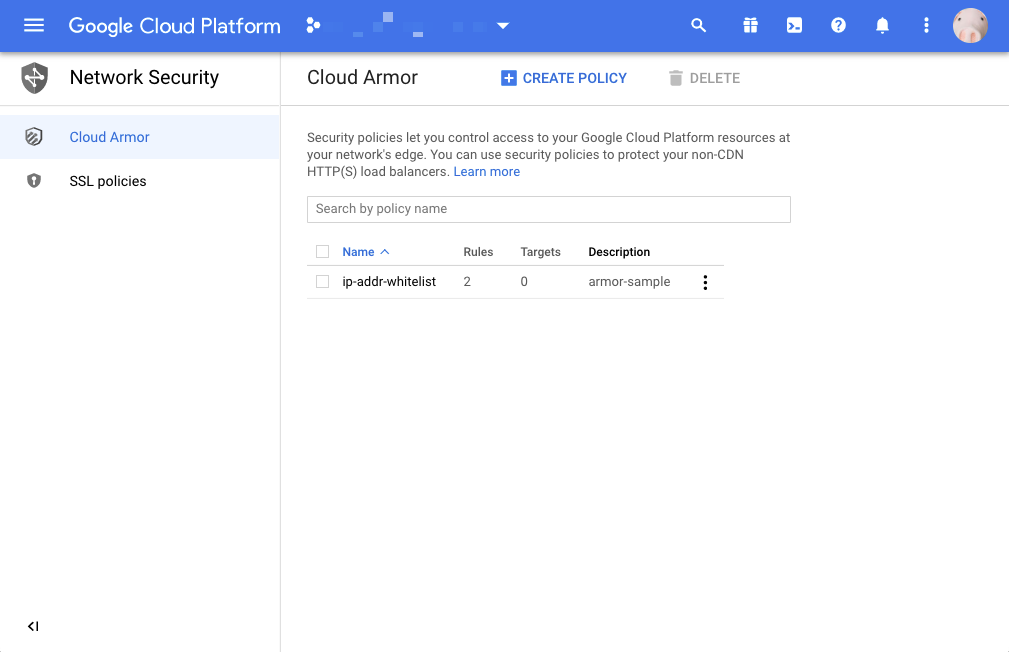 Google Cloud Platform
Network Security
Cloud Armor
SSL policies
Cloud Armor
CREATE POLICY
DELETE
Security policies let you control access to your Google Cloud Platform resources at
your network's edge. You can use security policies to protect your non-CDN
HTTP(S) load balancers. Learn more
Search by policy name
Name Rules Targets Description
ip-addr-whitelist 2 0 armor-sample